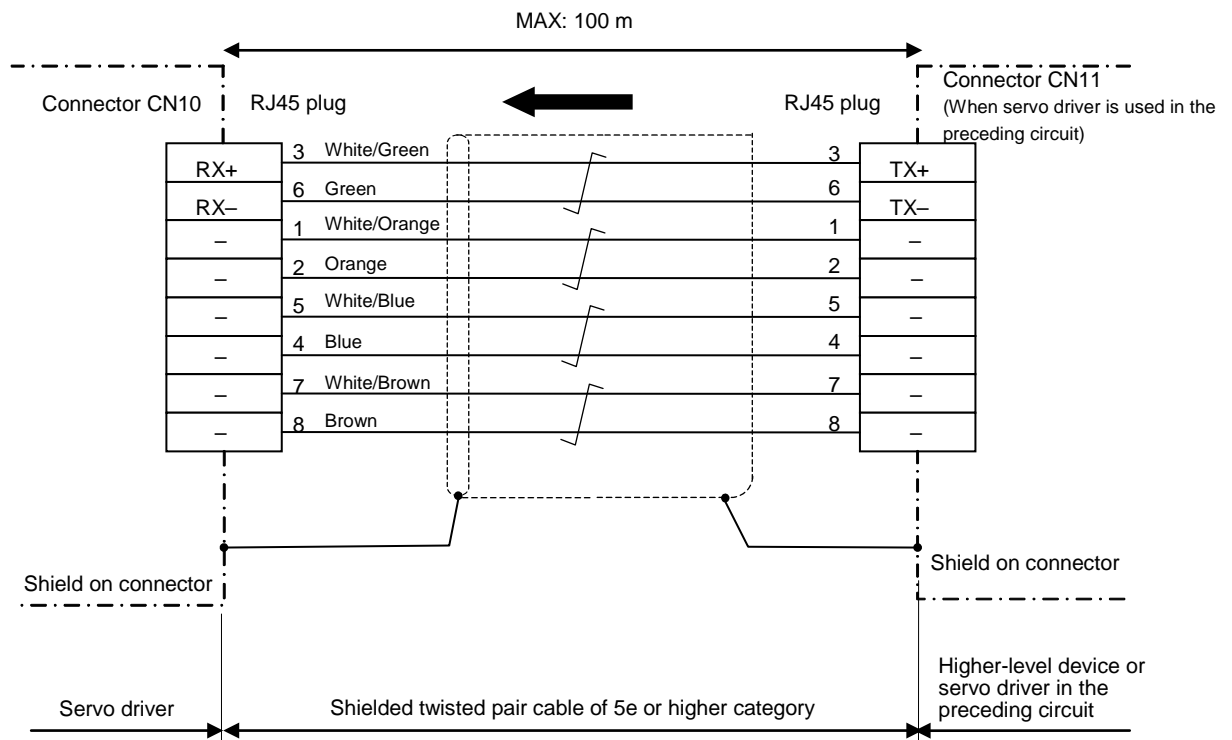 MAX: 100 m
Connector CN10
RJ45 plug
RJ45 plug
Connector CN11
(When servo driver is used in the
preceding circuit)
RX+ 3 White/Green 3 TX+
RX– 6 Green 6 TX–
– 1 White/Orange 1 –
– 2 Orange 2 –
– 5 White/Blue 5 –
– 4 Blue 4 –
– 7 White/Brown 7 –
– 8 Brown 8 –
Shield on connector
Shield on connector
Servo driver
Shielded twisted pair cable of 5e or higher category
Higher-level device or
servo driver in the
preceding circuit